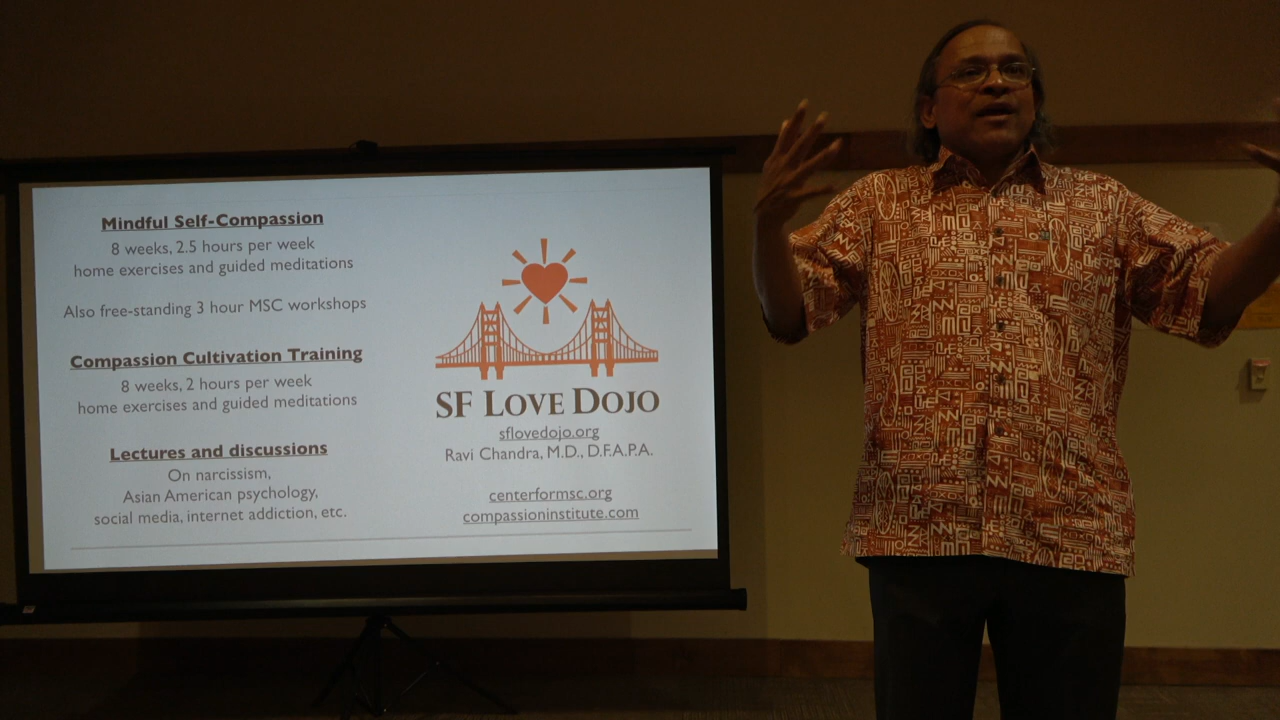 Mindful Self-Compassion
8 weeks, 2.5 hours per week
home exercises and guided meditations
Also free-standing 3 hour MSC workshops
Compassion Cultivation Training
8 weeks, 2 hours per week
home exercises and guided meditations
Lectures and discussions
On narcissism,
Asian American psychology,
social media, internet addiction, etc.
SF LOVE DOJO
sflovedojo.org
Ravi Chandra, M.D., D.F.A.P.A.
centerformsc.org
compassioninstitute.com